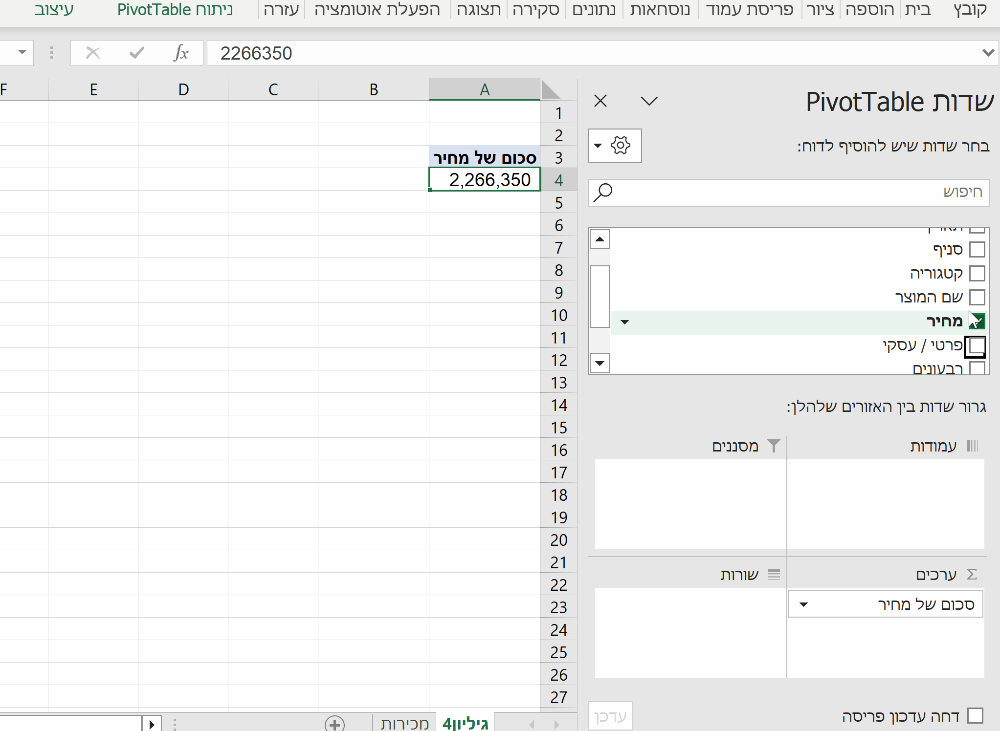 קובץ בית הוספה ציור פריסת עמוד נוסחאות נתונים סקירה תצוגה הפעלת אוטומציה עזרה ניתוח PivotTable עיצוב
fx 2266350
שדות PivotTable
בחר שדות שיש להוסיף לדוח:
חיפוש
סניף
קטגוריה
שם המוצר
מחיר
פרטי / עסקי
רבעונים
גרור שדות בין האזורים שלהלן:
עמודות
מסננים
ערכים
שורות
סכום של מחיר
דחה עדכון פריסה
עדכן
A B C D E F
1
2
3 סכום של מחיר
4 2,266,350
5
6
7
8
9
10
11
12
13
14
15
16
17
18
19
20
21
22
23
24
25
26
27
גיליון4 מכירות